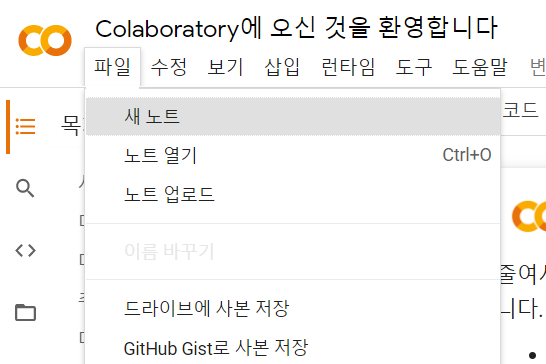 Colaboratory에 오신 것을 환영합니다
파일 수정 보기 삽입 런타임 도구 도움말
코드
새 노트
노트 열기 Ctrl+O
노트 업로드
이름 바꾸기
드라이브에 사본 저장
GitHub Gist로 사본 저장